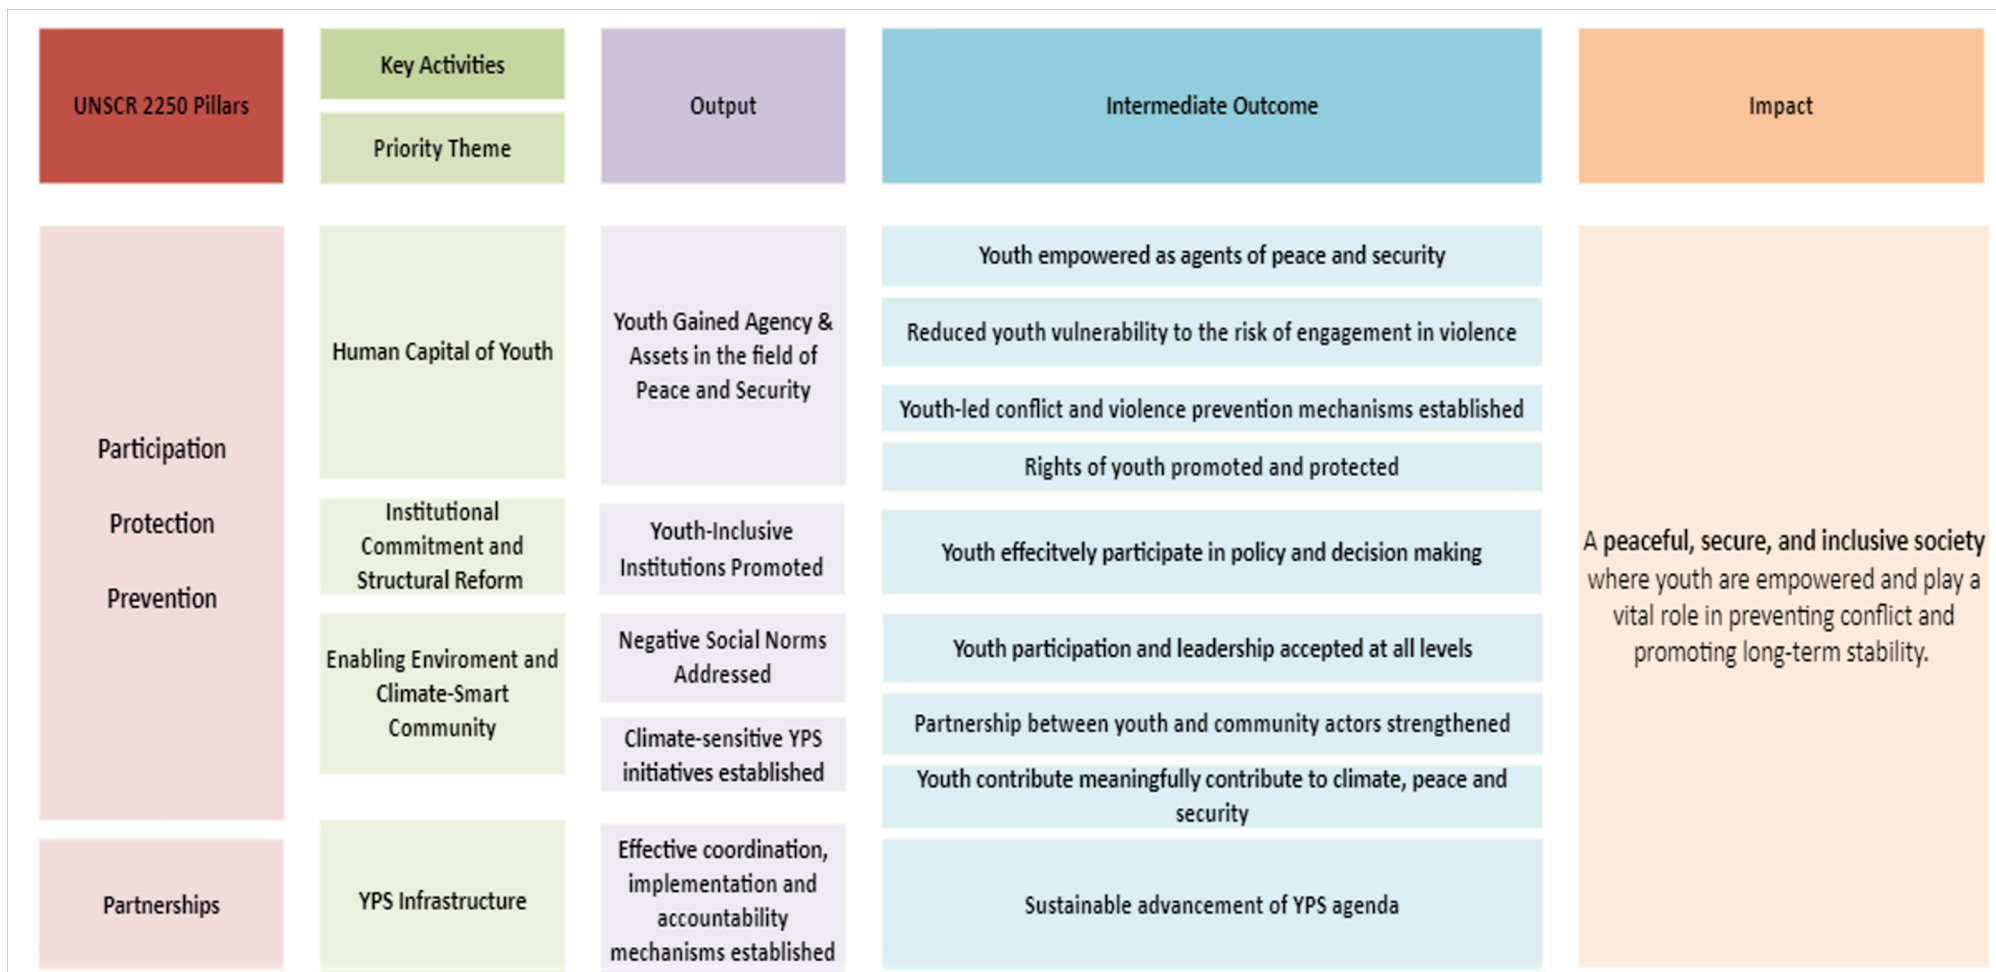 UNSCR 2250 Pillars
Key Activities
Priority Theme
Output
Intermediate Outcome
Impact
Participation
Protection
Prevention
Partnerships
Human Capital of Youth
Institutional
Commitment and
Structural Reform
Enabling Enviroment and
Climate-Smart
Community
YPS Infrastructure
Youth Gained Agency &
Assets in the field of
Peace and Security
Youth-Inclusive
Institutions Promoted
Negative Social Norms
Addressed
Climate-sensitive YPS
initiatives established
Effective coordination,
implementation and
accountability
mechanisms established
Youth empowered as agents of peace and security
Reduced youth vulnerability to the risk of engagement in violence
Youth-led conflict and violence prevention mechanisms established
Rights of youth promoted and protected
Youth effecitvely participate in policy and decision making
Youth participation and leadership accepted at all levels
Partnership between youth and community actors strengthened
Youth contribute meaningfully contribute to climate, peace and
security
Sustainable advancement of YPS agenda
A peaceful, secure, and inclusive society
where youth are empowered and play a
vital role in preventing conflict and
promoting long-term stability.